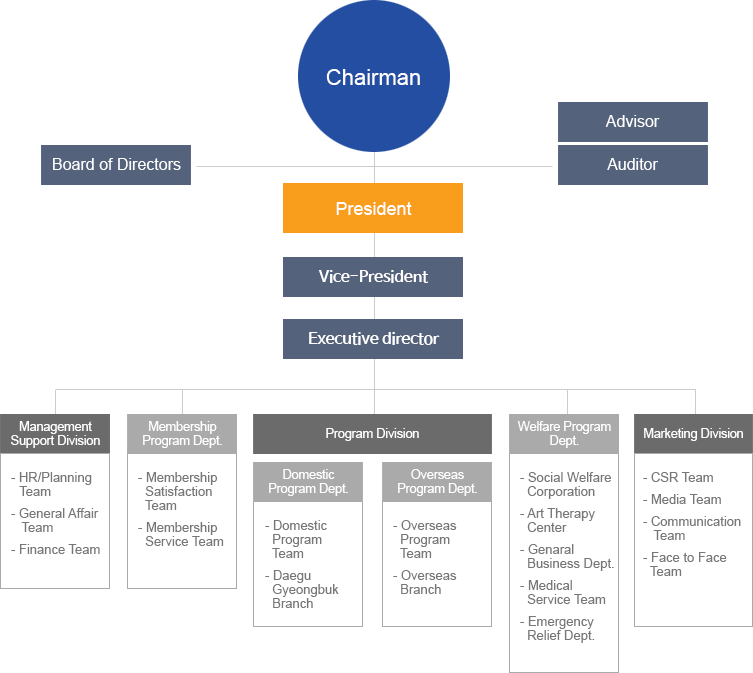 Chairman
Advisor
Board of Directors
Auditor
President
Vice-President
Executive director
Management
Support Division
- HR/Planning
Team
- General Affair
Team
- Finance Team
Membership
Program Dept.
- Membership
Satisfaction
Team
- Membership
Service Team
Program Division
Domestic
Program Dept.
- Domestic
Program
Team
- Daegu
Gyeongbuk
Branch
Overseas
Program Dept.
- Overseas
Program
Team
- Overseas
Branch
Welfare Program
Dept.
- Social Welfare
Corporation
- Art Therapy
Center
- Genaral
Business Dept.
- Medical
Service Team
- Emergency
Relief Dept.
Marketing Division
- CSR Team
- Media Team
- Communication
Team
- Face to Face
Team